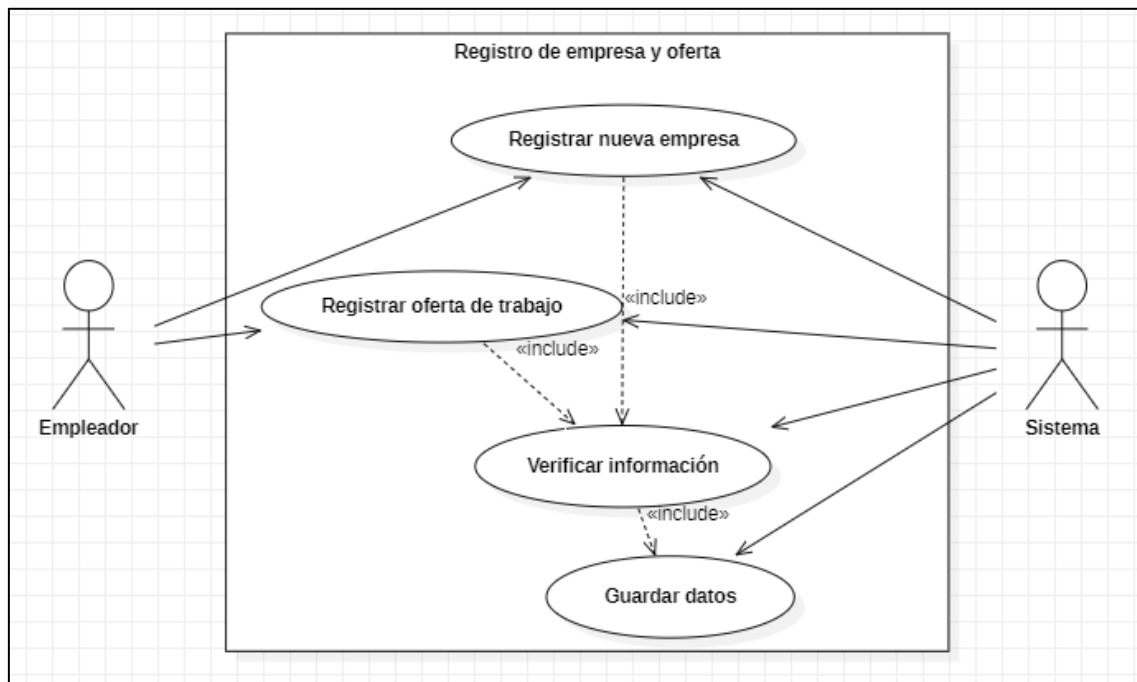 Registro de empresa y oferta
Registrar nueva empresa
Registrar oferta de trabajo
«include»
«include»
Empleador
Sistema
Verificar información
«include»
Guardar datos